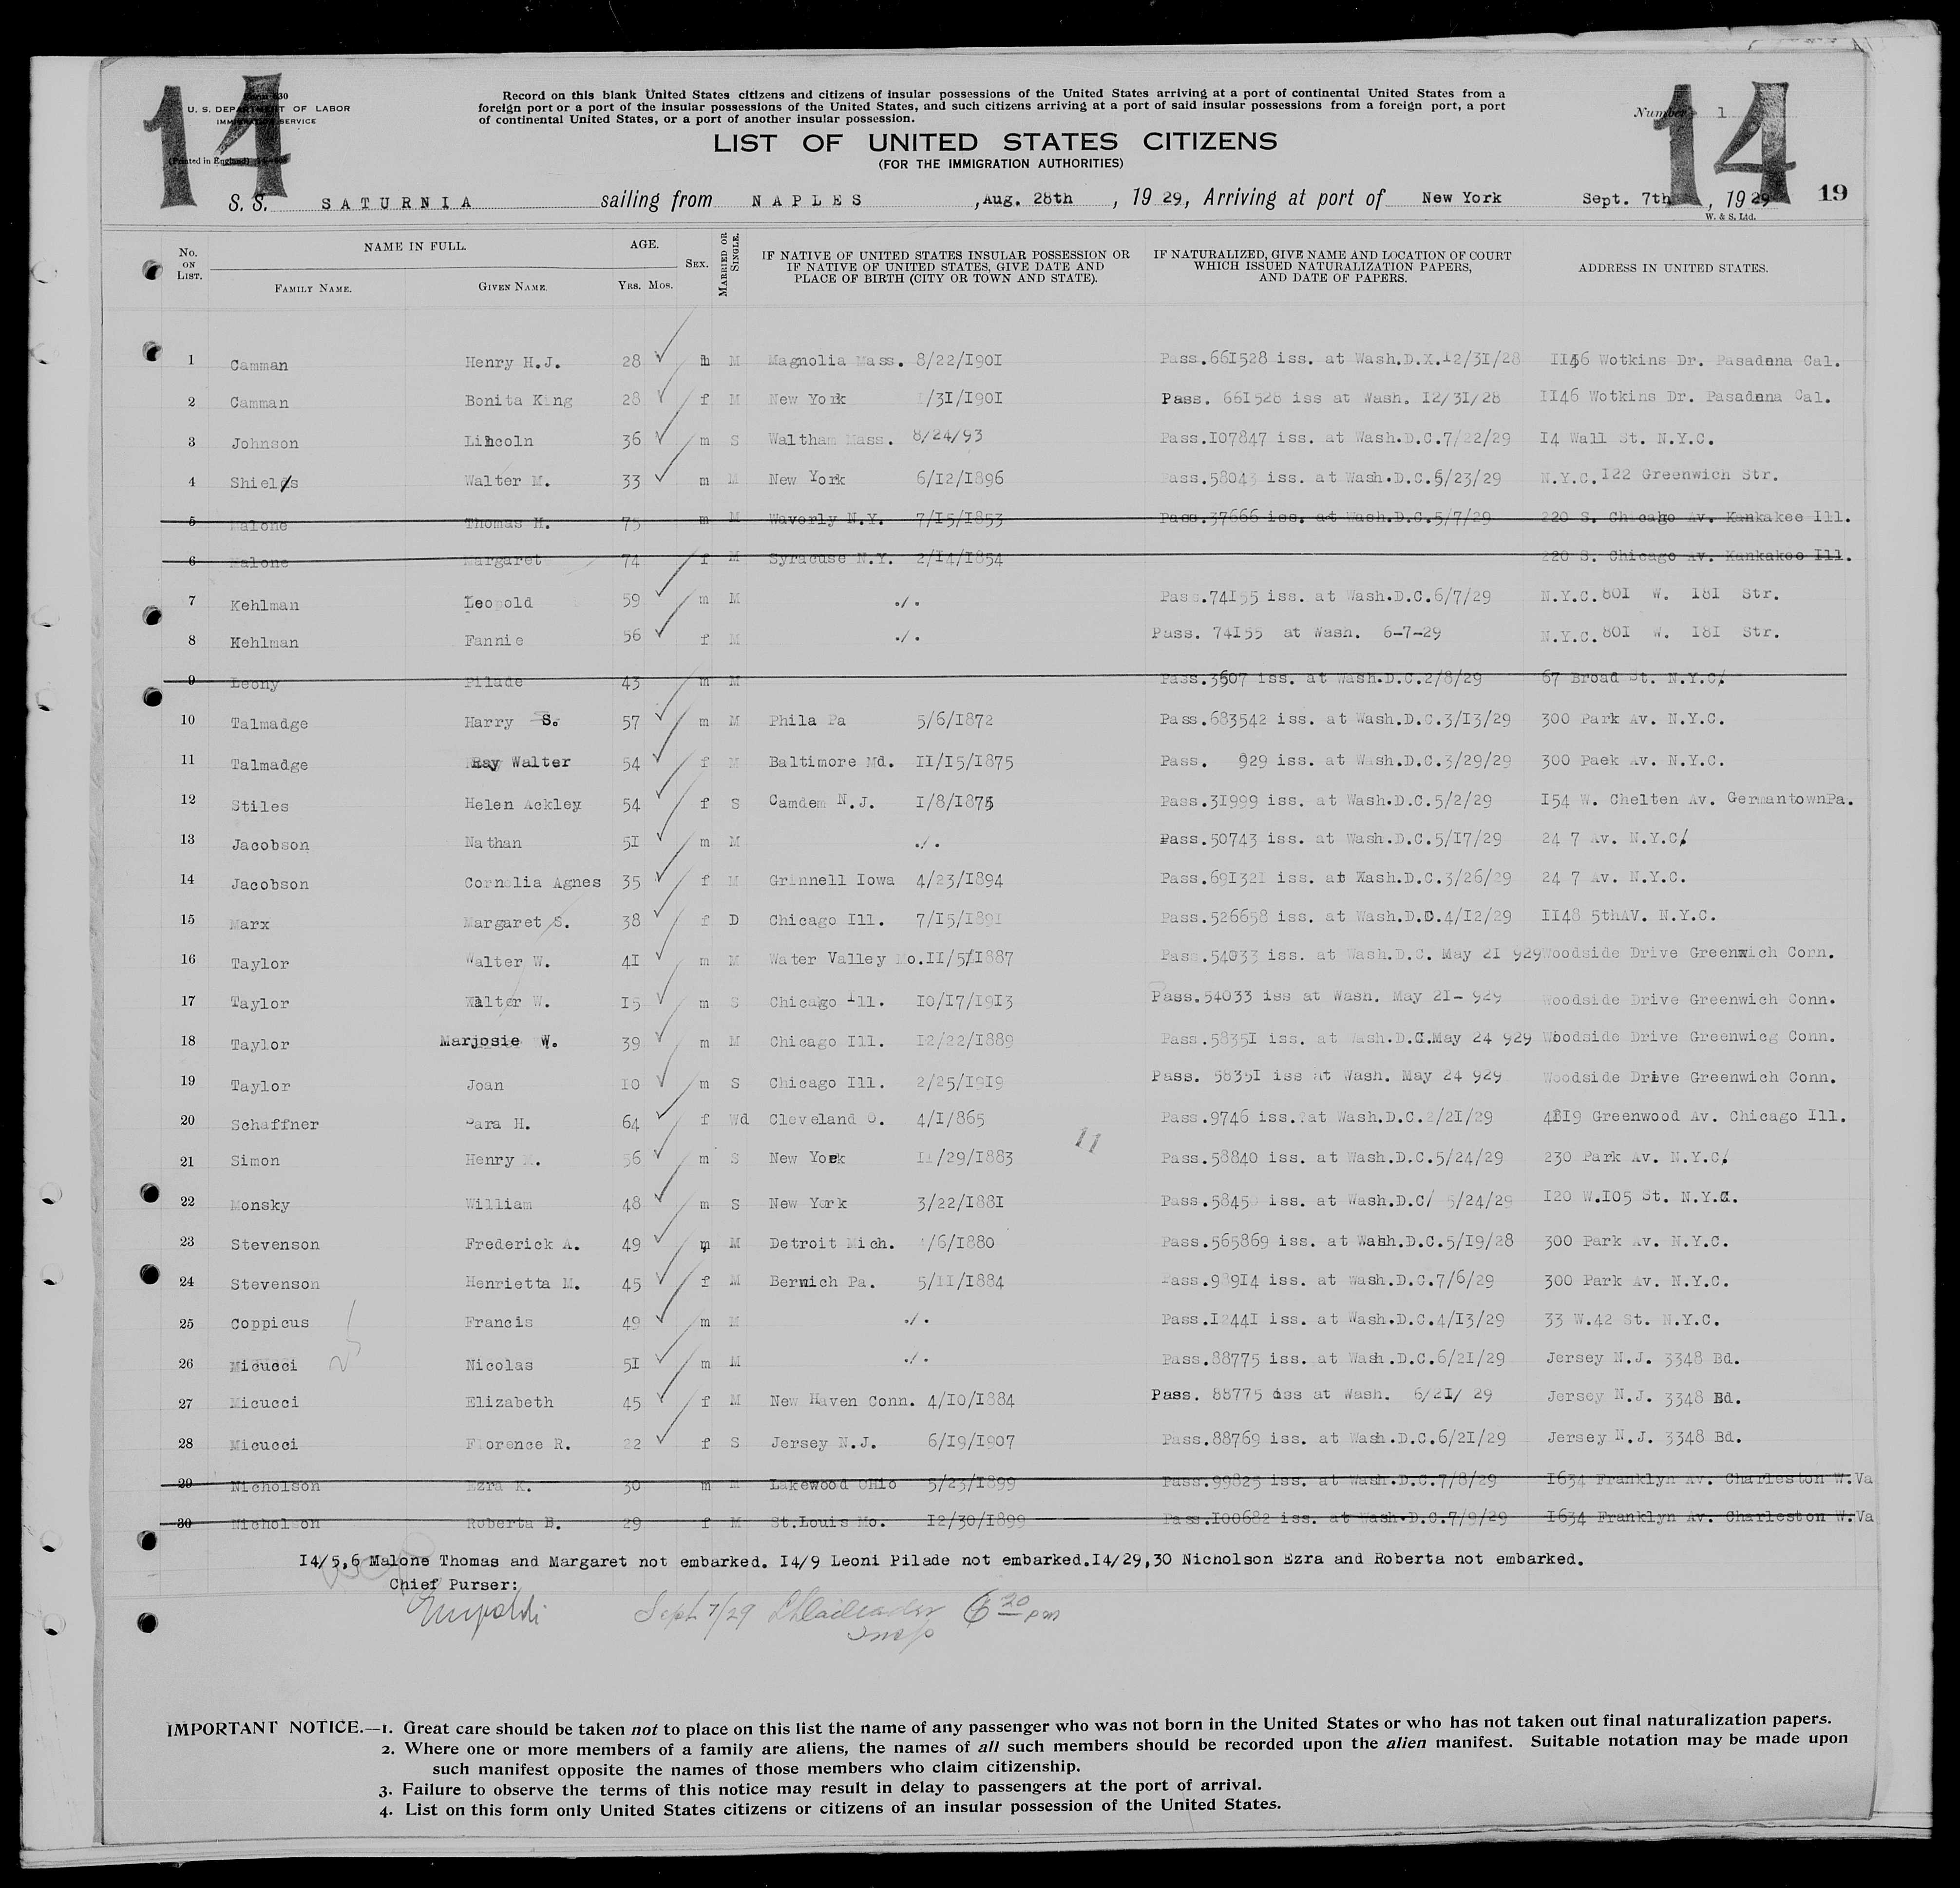 14
U. S. DEPARTMENT OF LABOR
IMMIGRATION SERVICE
(Printed in England)
Record on this blank United States citizens and citizens of insular possessions of the United States arriving at a port of continental United States from a
foreign port or a port of the insular possessions of the United States, and such citizens arriving at a port of said insular possessions from a foreign port, a port
of continental United States, or a port of another insular possession.
LIST OF UNITED STATES CITIZENS
(FOR THE IMMIGRATION AUTHORITIES)
Number 1
14
19
S. S. SATURNIA sailing from NAPLES , Aug. 28th , 19 29, Arriving at port of New York Sept. 7th , 19 29
W. & S. Ltd.
No. ON LIST. NAME IN FULL. FAMILY NAME. GIVEN NAME. AGE. YRS. MOS. SEX. MARRIED OR SINGLE. IF NATIVE OF UNITED STATES INSULAR POSSESSION OR IF NATIVE OF UNITED STATES, GIVE DATE AND PLACE OF BIRTH (CITY OR TOWN AND STATE). IF NATURALIZED, GIVE NAME AND LOCATION OF COURT WHICH ISSUED NATURALIZATION PAPERS, AND DATE OF PAPERS. ADDRESS IN UNITED STATES.
1 Camman Henry H.J. 28 M Magnolia Mass. 8/22/1901 Pass.661528 iss. at Wash.D.X.12/31/28 1146 Wotkins Dr. Pasadena Cal.
2 Camman Bonita King 28 f M New York /31/1901 Pass. 661528 iss at Wash. 12/31/28 1146 Wotkins Dr. Pasadena Cal.
3 Johnson Lincoln 36 m S Waltham Mass. 8/24/93 Pass.107847 iss. at Wash.D.C.7/22/29 14 Wall St. N.Y.C.
4 Shields Walter M. 33 m M New York 6/12/1896 Pass.58043 iss. at Wash.D.C.5/23/29 N.Y.C.122 Greenwich Str.
5 Malone Thomas H. 75 m M Waverly N.Y. 7/15/1853 Pass.37666 iss. at Wash.D.C.5/7/29 220 S. Chicago Av. Kankakee Ill.
6 Malone Margaret 74 f M Syracuse N.Y. 2/14/1854 220 S. Chicago Av. Kankakee Ill.
7 Kehlman Leopold 59 m M ./. Pass.74155 iss. at Wash.D.C.6/7/29 N.Y.C.801 W. 181 Str.
8 Kehlman Fannie 56 f M ./. Pass. 74155 at Wash. 6-7-29 N.Y.C.801 W. 181 Str.
9 Leony Pilade 43 m M Pass.3607 iss. at Wash.D.C.2/8/29 67 Broad St. N.Y.C.
10 Talmadge Harry S. 57 m M Phila Pa 5/6/1872 Pass.683542 iss. at Wash.D.C.3/13/29 300 Park Av. N.Y.C.
11 Talmadge Ray Walter 54 f M Baltimore Md. 11/15/1875 Pass. 929 iss. at Wash.D.C.3/29/29 300 Paek Av. N.Y.C.
12 Stiles Helen Ackley 54 f S Camdem N.J. 1/8/1875 Pass.31999 iss. at Wash.D.C.5/2/29 154 W. Chelten Av. GermantownPa.
13 Jacobson Nathan 51 m M ./. Pass.50743 iss. at Wash.D.C.5/17/29 24 7 Av. N.Y.C.
14 Jacobson Cornelia Agnes 35 f M Grinnell Iowa 4/23/1894 Pass.691321 iss. at Wash.D.C.3/26/29 24 7 Av. N.Y.C.
15 Marx Margaret S. 38 f D Chicago Ill. 7/15/1891 Pass.526658 iss. at Wash.D.C.4/12/29 1148 5thAV. N.Y.C.
16 Taylor Walter W. 41 m M Water Valley Mo.11/5/1887 Pass.54033 iss. at Wash.D.C. May 21 929 Woodside Drive Greenwich Conn.
17 Taylor Walter W. 15 m S Chicago Ill. 10/17/1913 Pass.54033 iss at Wash. May 21- 929 Woodside Drive Greenwich Conn.
18 Taylor Marjosie W. 39 m M Chicago Ill. 12/22/1889 Pass.58351 iss. at Wash.D.C.May 24 929 Woodside Drive Greenwicg Conn.
19 Taylor Joan 10 m S Chicago Ill. 2/25/1919 Pass. 58351 iss at Wash. May 24 929 Woodside Drive Greenwich Conn.
20 Schaffner Sara H. 64 f Wd Cleveland O. 4/1/865 Pass.9746 iss. at Wash.D.C.2/21/29 4819 Greenwood Av. Chicago Ill.
11
21 Simon Henry 56 m S New York 11/29/1883 Pass.58840 iss. at Wash.D.C.5/24/29 230 Park Av. N.Y.C.
22 Monsky William 48 m S New York 3/22/1881 Pass.5845 iss. at Wash.D.C/ 5/24/29 120 W.105 St. N.Y.C.
23 Stevenson Frederick A. 49 m M Detroit Mich. /6/1880 Pass.565869 iss. at Wash.D.C.5/19/28 300 Park Av. N.Y.C.
24 Stevenson Henrietta M. 45 f M Berwich Pa. 5/11/1884 Pass.98914 iss. at Wash.D.C.7/6/29 300 Park Av. N.Y.C.
25 Coppicus Francis 49 m M ./. Pass.12441 iss. at Wash.D.C.4/13/29 33 W.42 St. N.Y.C.
26 Micucci Nicolas 51 m M ./. Pass.88775 iss. at Wash.D.C.6/21/29 Jersey N.J. 3348 Bd.
27 Micucci Elizabeth 45 f M New Haven Conn. 4/10/1884 Pass. 88775 iss at Wash. 6/21/ 29 Jersey N.J. 3348 Bd.
28 Micucci Florence R. 22 f S Jersey N.J. 6/19/1907 Pass.88769 iss. at Wash.D.C.6/21/29 Jersey N.J. 3348 Bd.
29 Nicholson Ezra K. 30 m M Lakewood Ohio 5/23/1899 Pass.99825 iss. at Wash.D.C.7/8/29 1634 Franklyn Av. Charleston W.Va
30 Nicholson Roberta B. 29 f M St.Louis Mo. 12/30/1899 Pass.100682 iss. at Wash.D.C.7/9/29 1634 Franklyn Av. Charleston W.Va
14/5,6 Malone Thomas and Margaret not embarked. 14/9 Leoni Pilade not embarked.14/29,30 Nicholson Ezra and Roberta not embarked.
Chief Purser:
Sept 7/29 6 30 pm
IMPORTANT NOTICE.—1. Great care should be taken not to place on this list the name of any passenger who was not born in the United States or who has not taken out final naturalization papers.
2. Where one or more members of a family are aliens, the names of all such members should be recorded upon the alien manifest. Suitable notation may be made upon
such manifest opposite the names of those members who claim citizenship.
3. Failure to observe the terms of this notice may result in delay to passengers at the port of arrival.
4. List on this form only United States citizens or citizens of an insular possession of the United States.